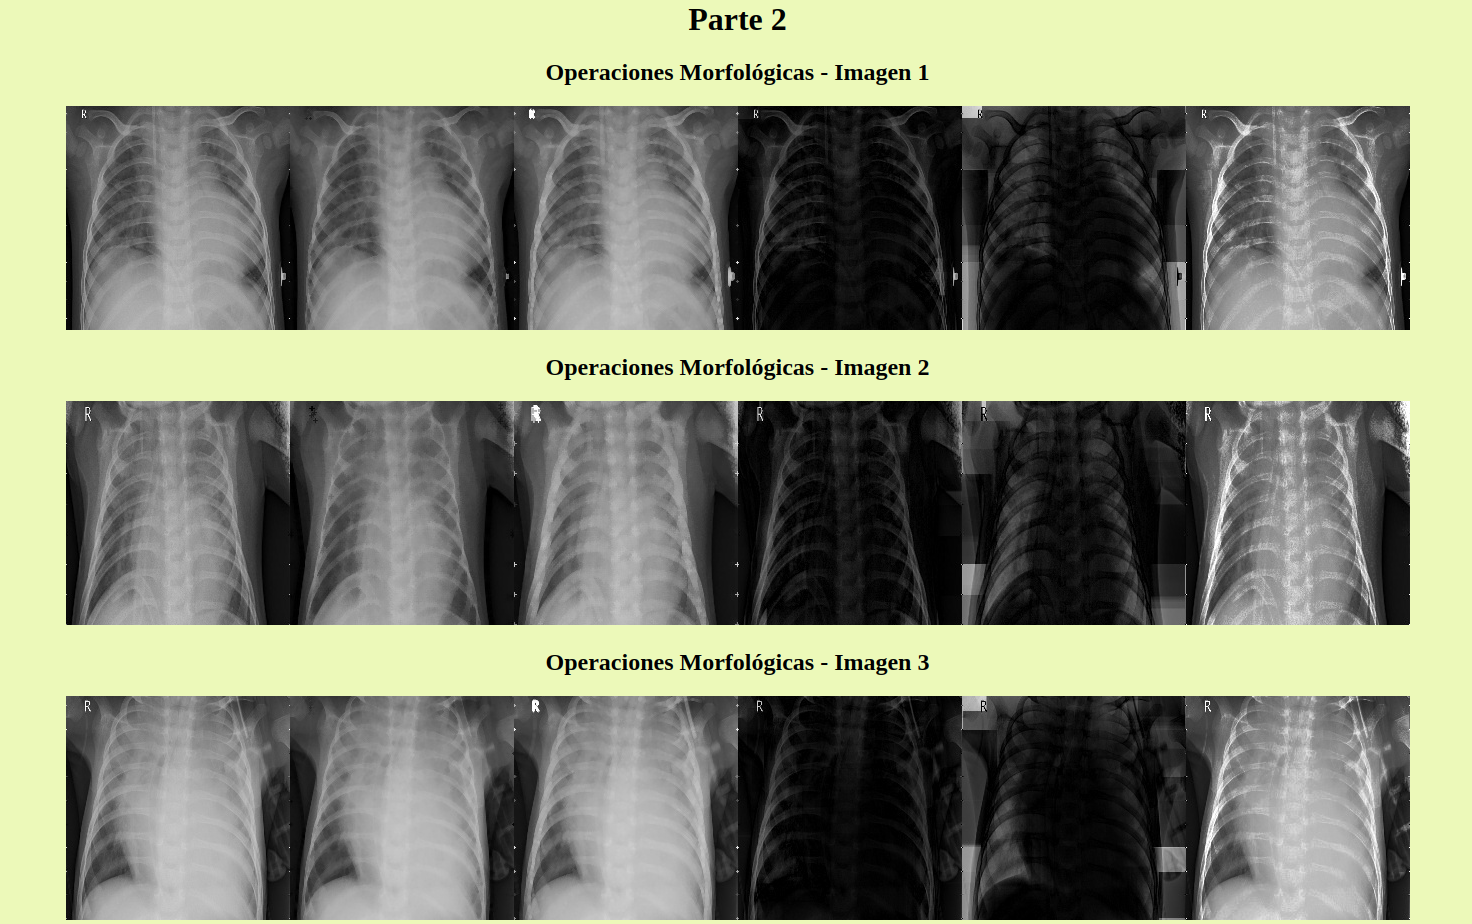 Parte 2
Operaciones Morfológicas - Imagen 1
R R R R R
Operaciones Morfológicas - Imagen 2
R R R R R
Operaciones Morfológicas - Imagen 3
R R R R R